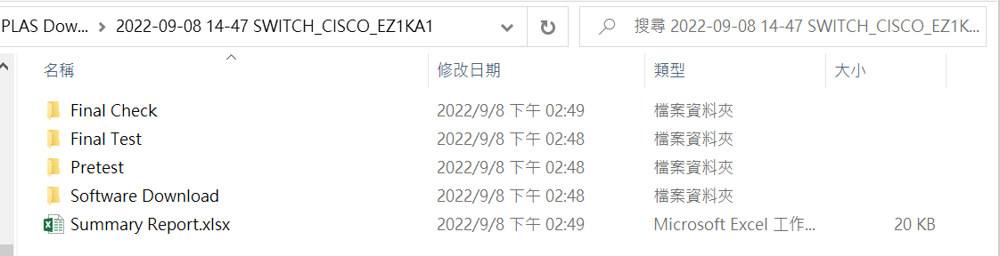 PLAS Dow... 2022-09-08 14-47 SWITCH_CISCO_EZ1KA1 搜尋 2022-09-08 14-47 SWITCH_CISCO_EZ1K...
名稱 修改日期 類型 大小
Final Check 2022/9/8 下午 02:49 檔案資料夾
Final Test 2022/9/8 下午 02:48 檔案資料夾
Pretest 2022/9/8 下午 02:48 檔案資料夾
Software Download 2022/9/8 下午 02:48 檔案資料夾
Summary Report.xlsx 2022/9/8 下午 02:49 Microsoft Excel 工作... 20 KB